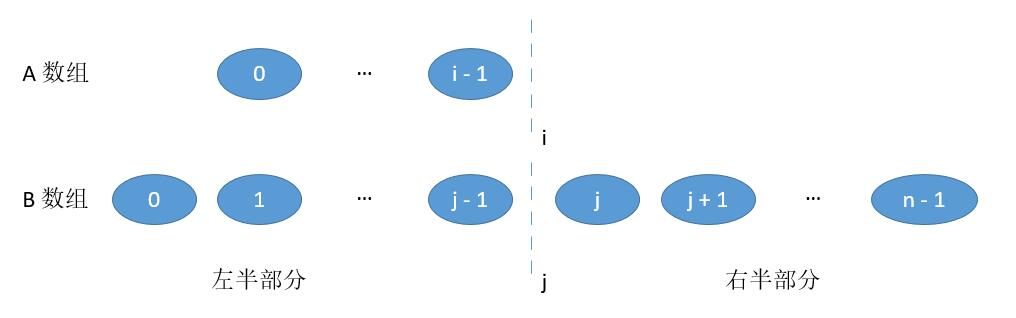 A 数组 0 ... i - 1
i
B 数组 0 1 ... j - 1 j j + 1 ... n - 1
左半部分 j 右半部分